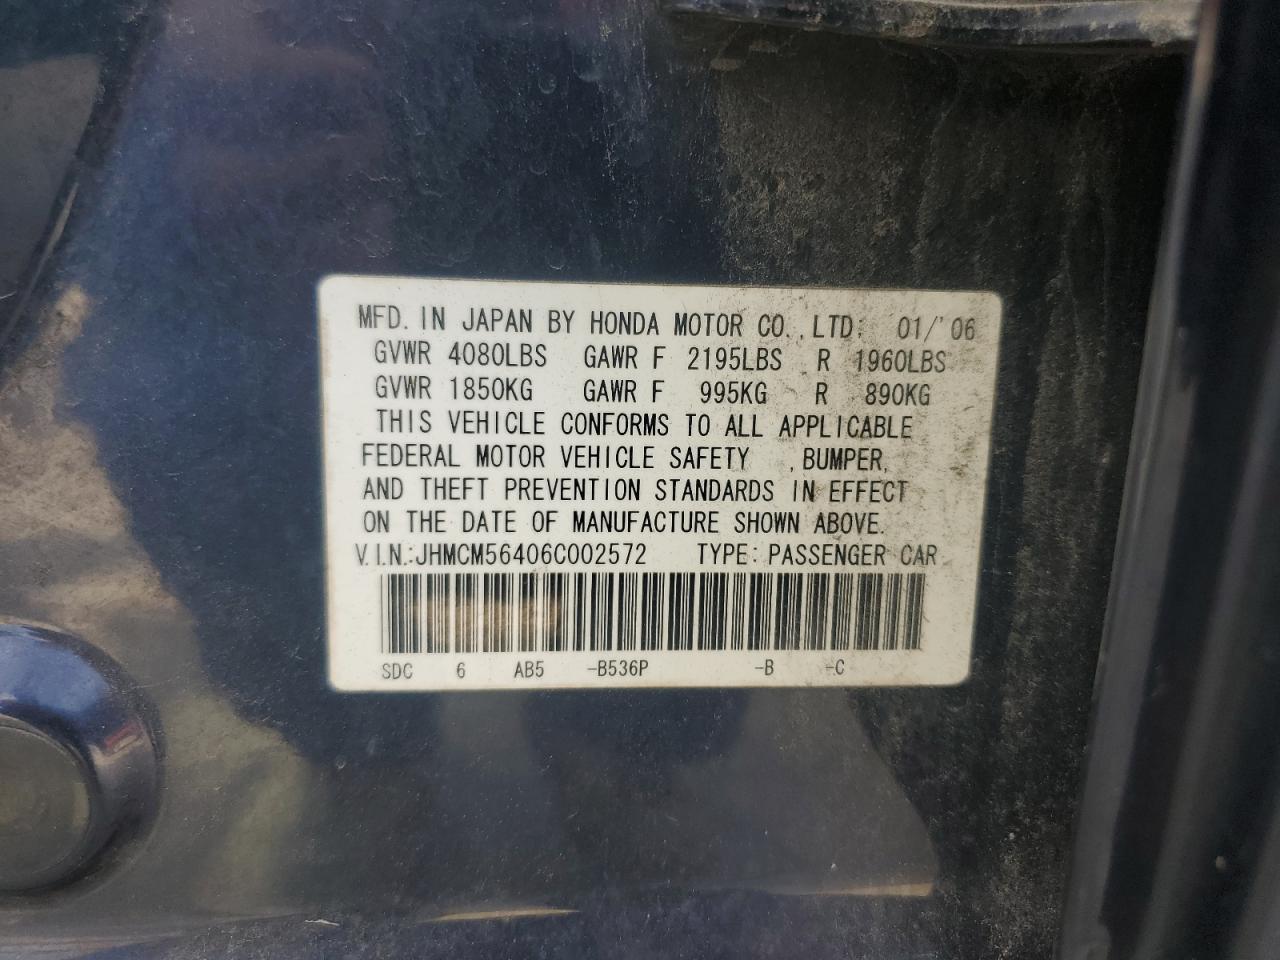 MFD. IN JAPAN BY HONDA MOTOR CO., LTD. 01/'06
GVWR 4080LBS GAWR F 2195LBS R 1960LBS
GVWR 1850KG GAWR F 995KG R 890KG
THIS VEHICLE CONFORMS TO ALL APPLICABLE
FEDERAL MOTOR VEHICLE SAFETY , BUMPER,
AND THEFT PREVENTION STANDARDS IN EFFECT
ON THE DATE OF MANUFACTURE SHOWN ABOVE.
V.I.N.:JHMCM56406C002572 TYPE: PASSENGER CAR
SDC 6 AB5 -B536P -B -C